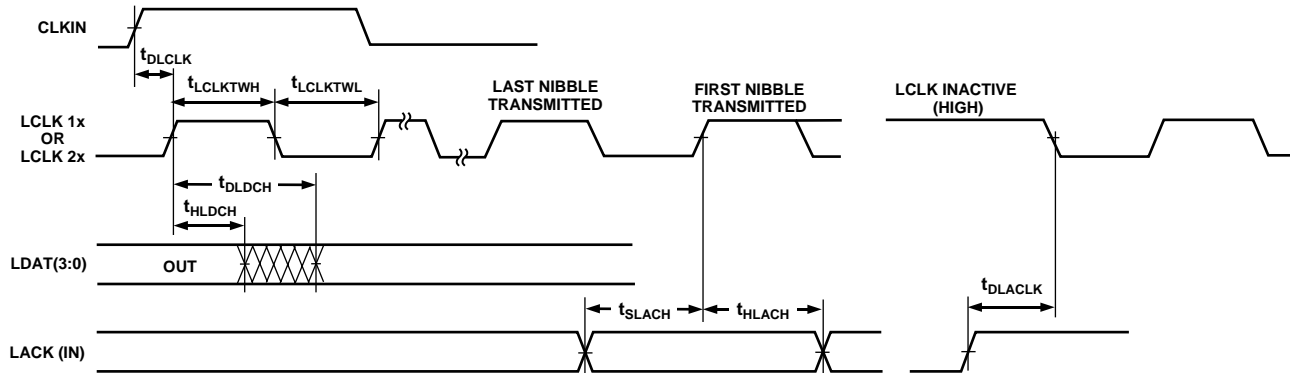 CLKIN
tDLCLK
tLCLKTWH
tLCLKTWL
LAST NIBBLE
TRANSMITTED
FIRST NIBBLE
TRANSMITTED
LCLK INACTIVE
(HIGH)
LCLK 1x
OR
LCLK 2x
tDLDCH
tHLDCH
LDAT(3:0)
OUT
tSLACH
tHLACH
tDLACLK
LACK (IN)